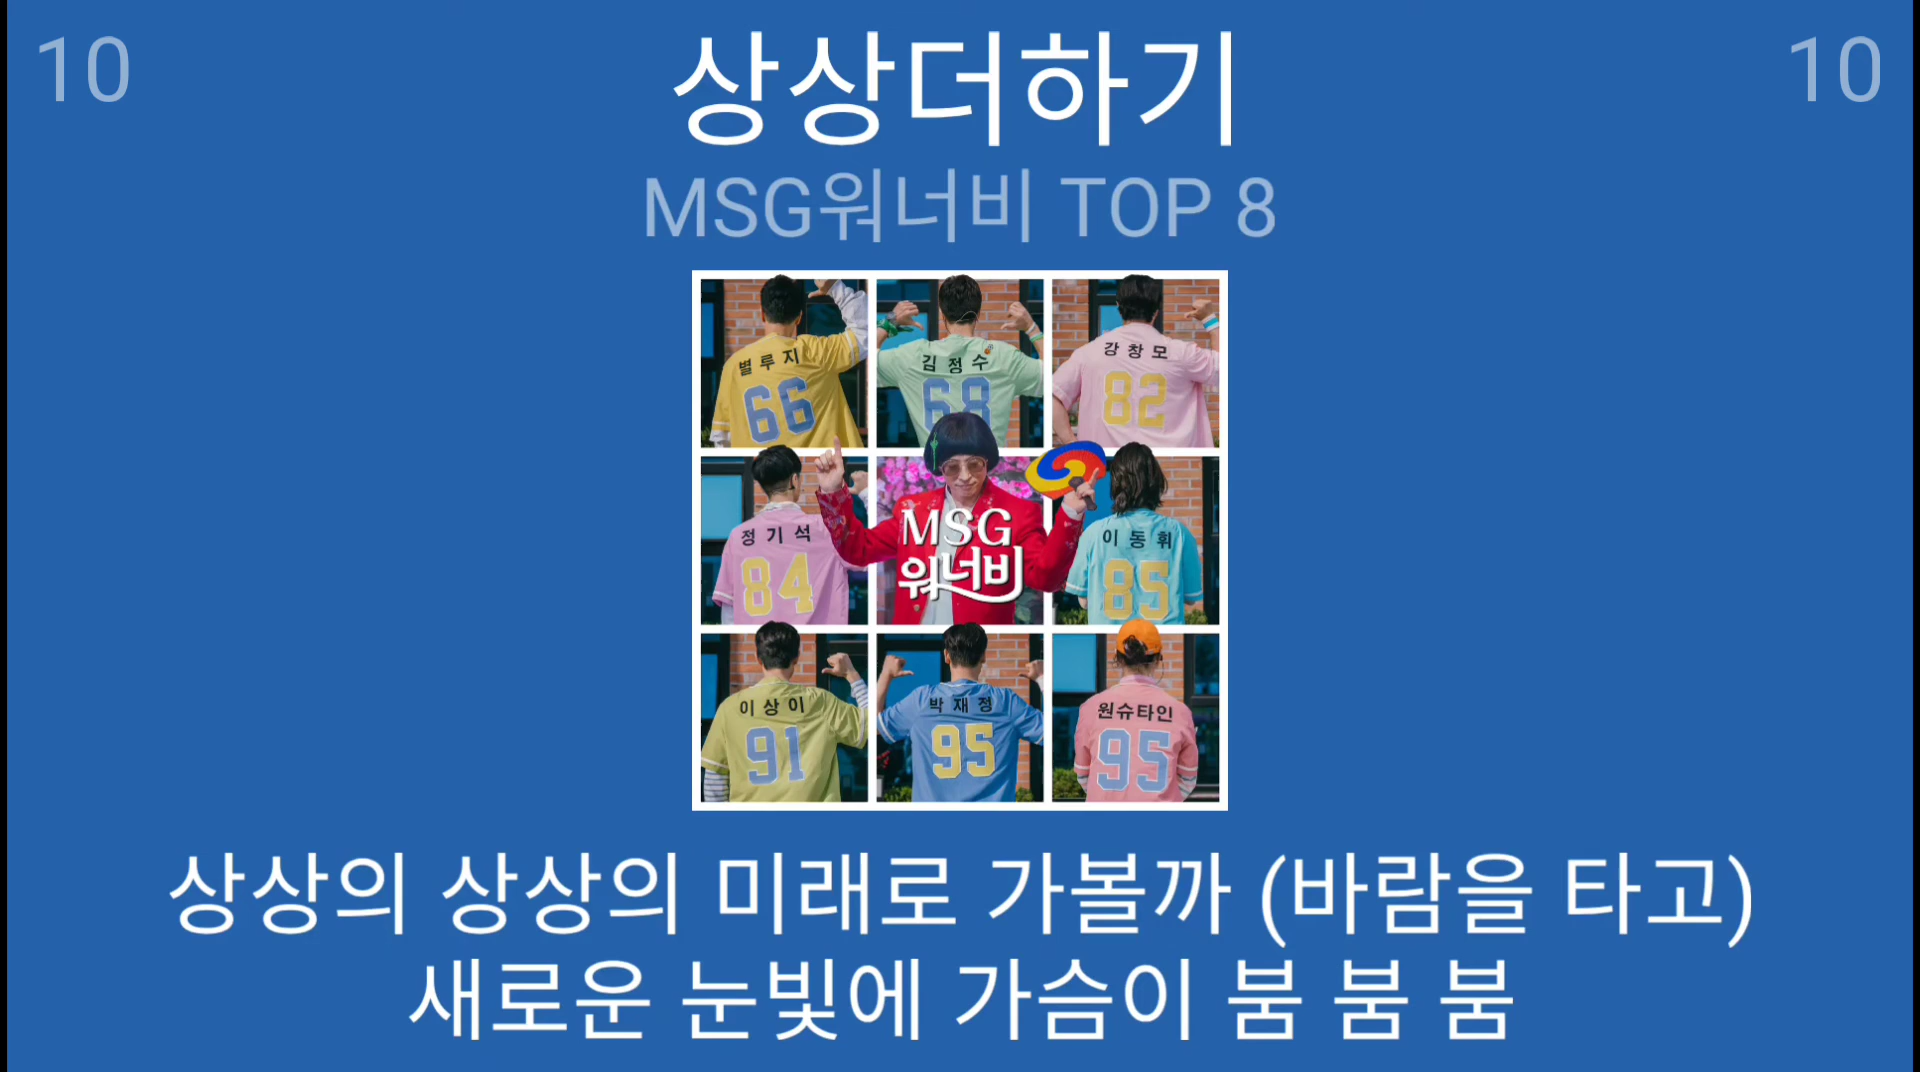 10
상상더하기
10
MSG워너비 TOP 8
별루지
66
김정수
68
강창모
82
정기석
84
MSG
워너비
이동휘
85
이상이
91
박재정
95
원슈타인
95
상상의 상상의 미래로 가볼까 (바람을 타고)
새로운 눈빛에 가슴이 붐 붐 붐